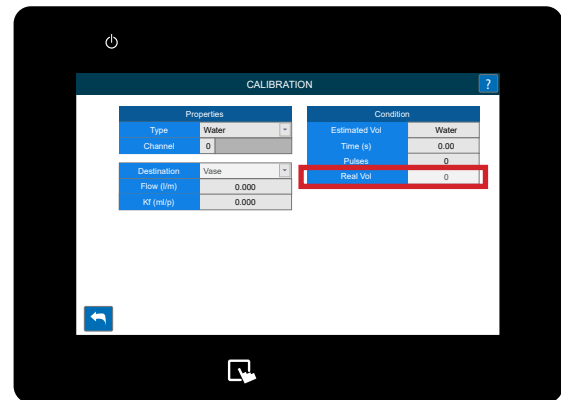 CALIBRATION ?
Properties
Type Water
Channel 0
Destination Vase
Flow (l/m) 0.000
Kf (ml/p) 0.000
Condition
Estimated Vol Water
Time (s) 0.00
Pulses 0
Real Vol 0